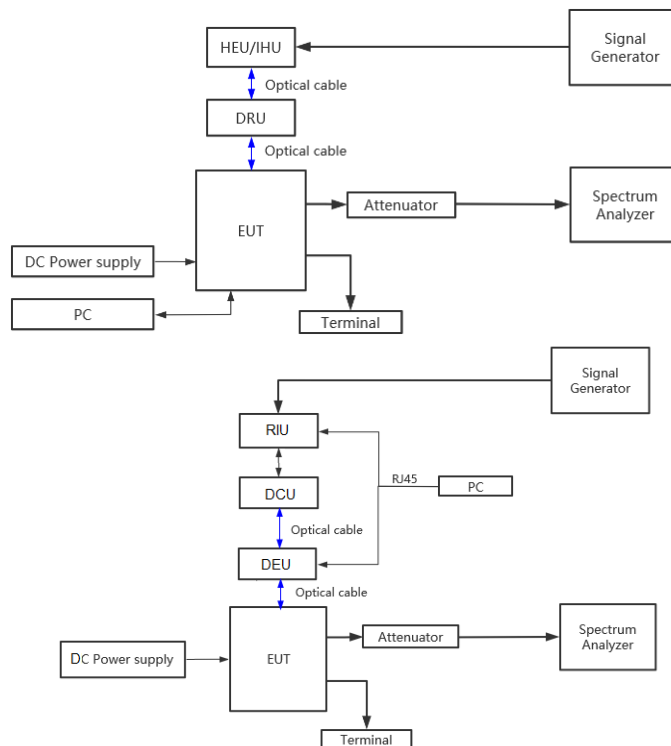 HEU/IHU
Signal
Generator
Optical cable
DRU
Optical cable
EUT
Attenuator
Spectrum
Analyzer
DC Power supply
PC
Terminal
Signal
Generator
RIU
RJ45
PC
DCU
Optical cable
DEU
Optical cable
EUT
Attenuator
Spectrum
Analyzer
DC Power supply
Terminal